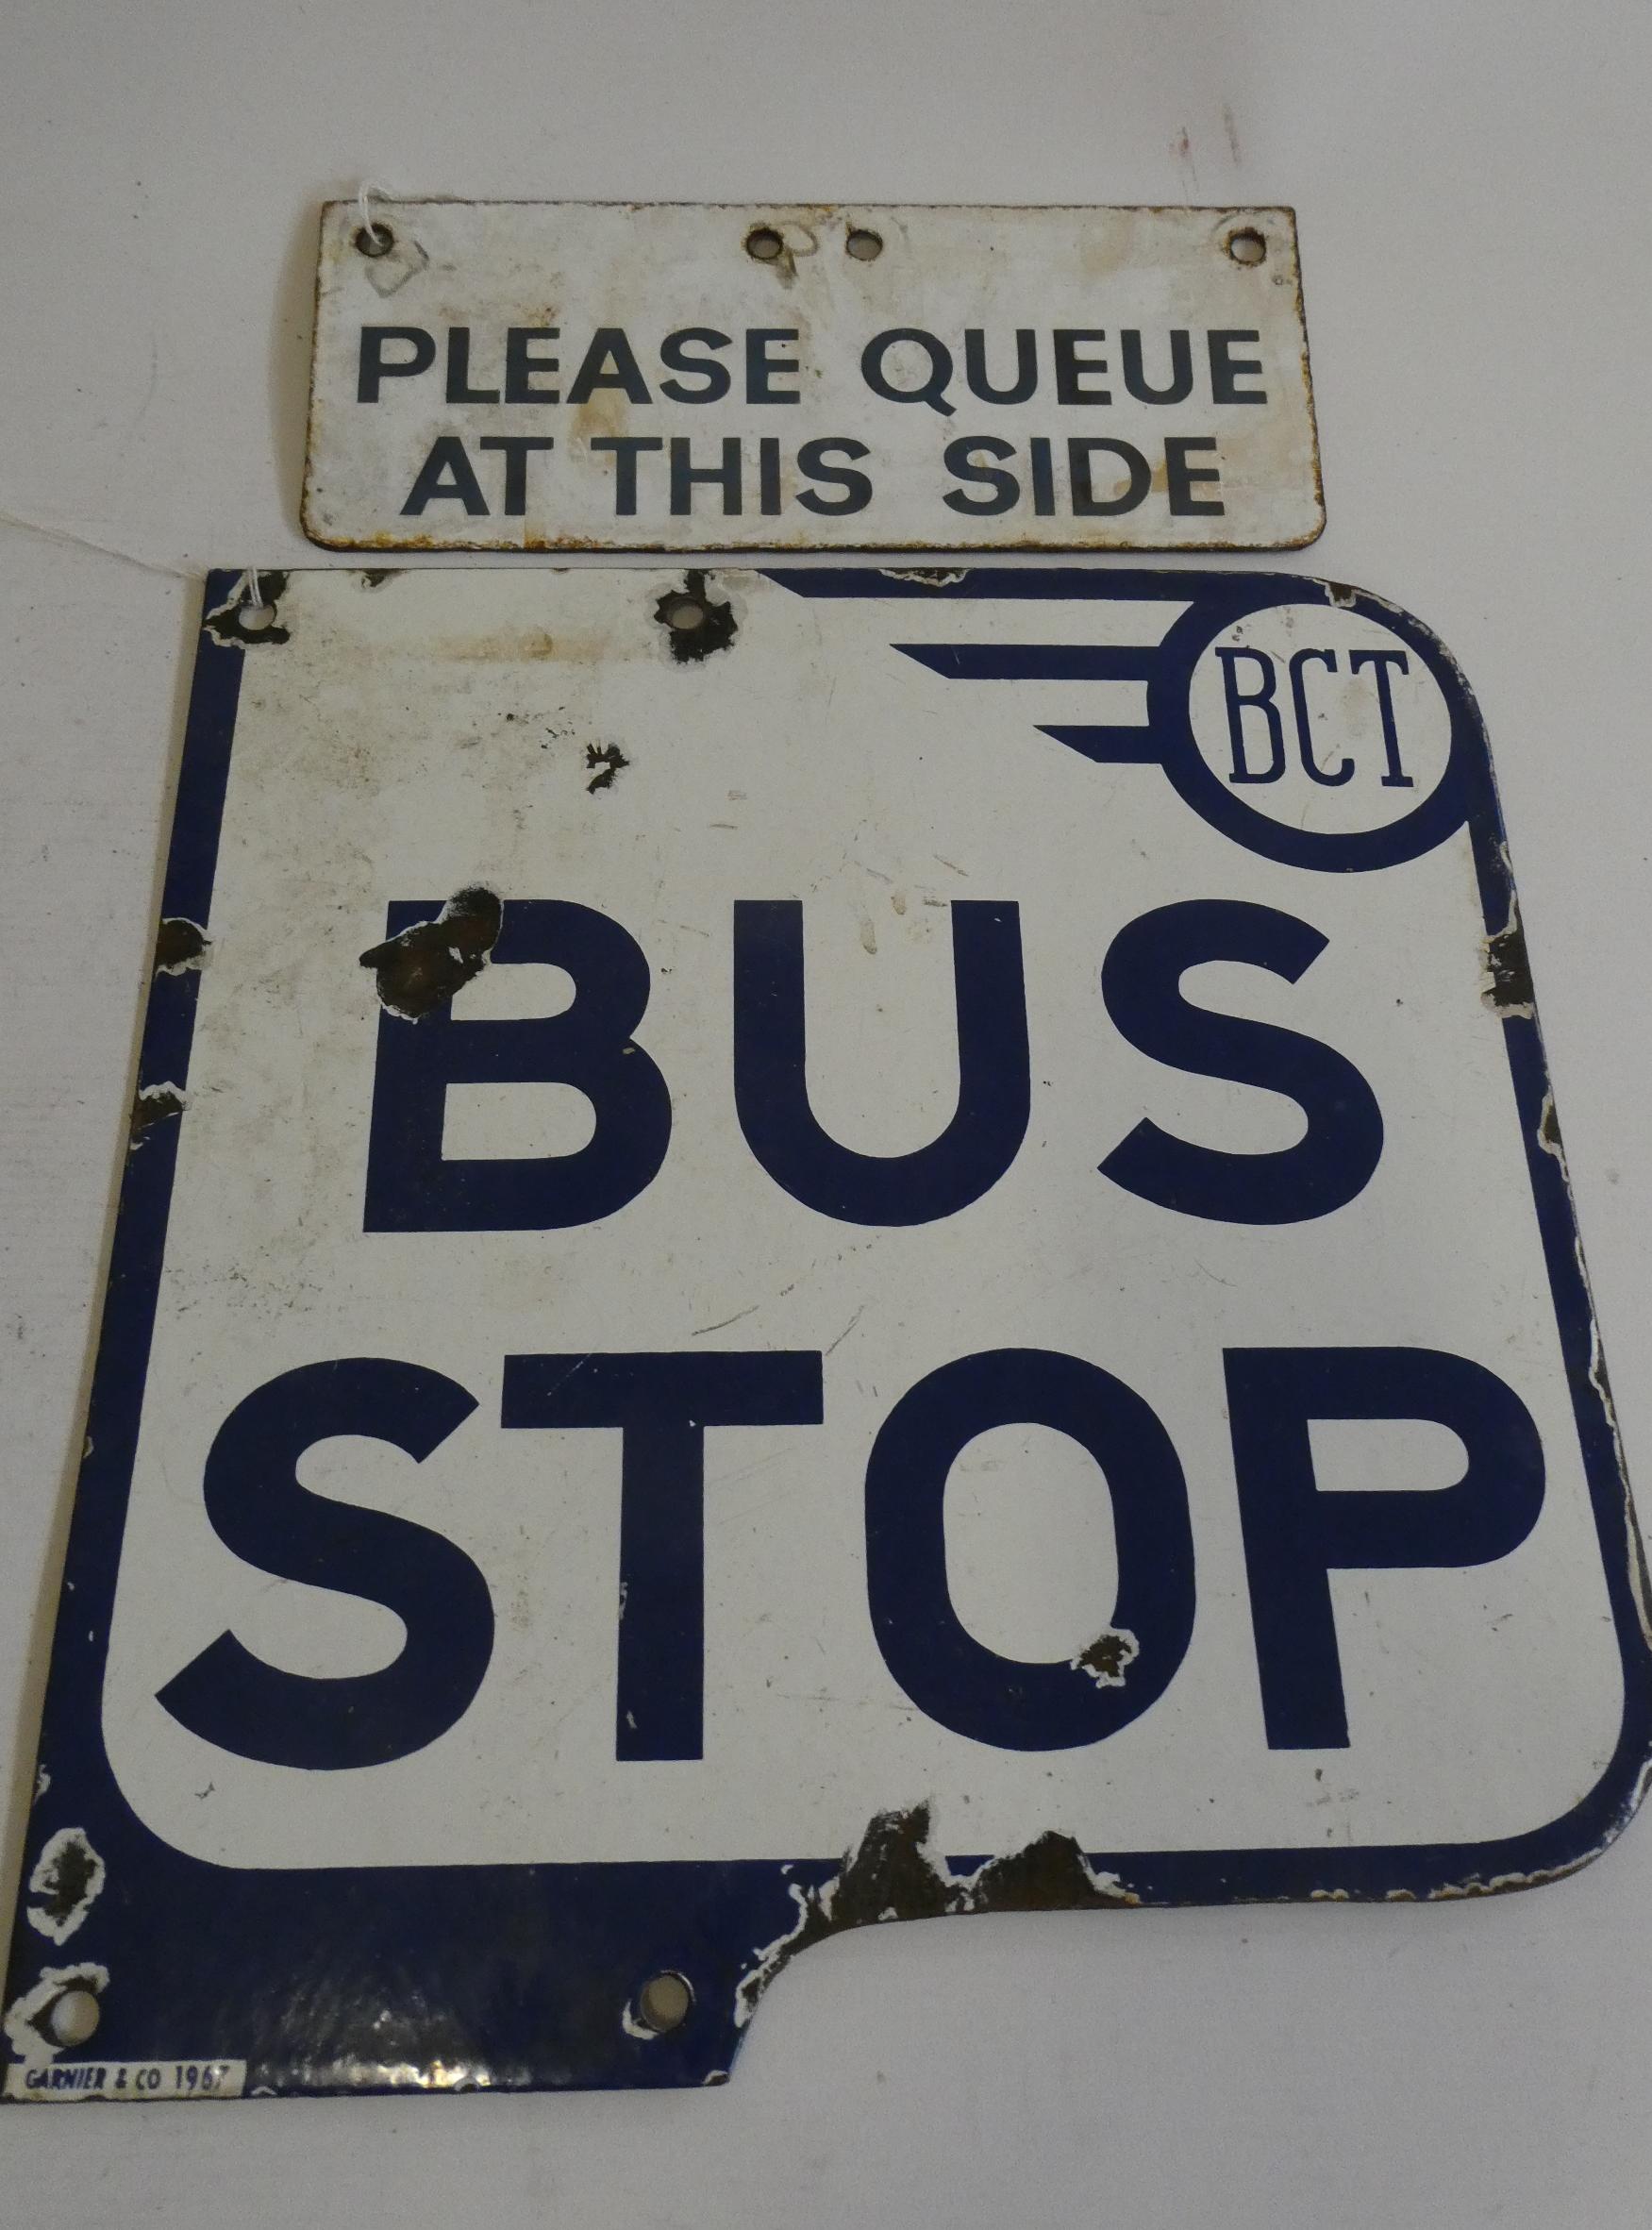 PLEASE QUEUE
AT THIS SIDE
BCT
BUS
STOP
GARNIER & CO 1967